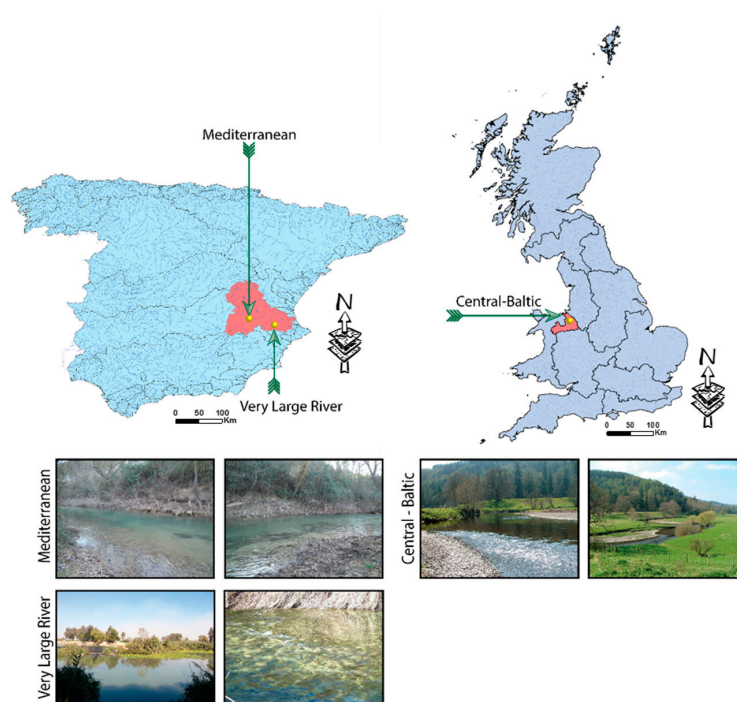 Mediterranean
Central-Baltic
N
Very Large River
0 50 100
Km
N
0 50 100
Km
Mediterranean
Central - Baltic
Very Large River